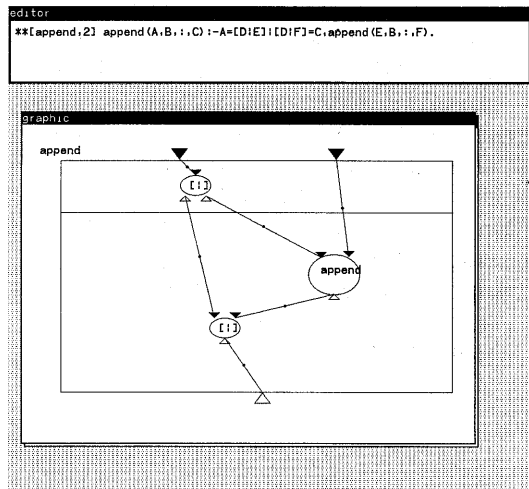 editor
**[append,2] append(A,B,:,C):-A=[D|E]|[D|F]=C,append(E,B,:,F).
graphic
append
[|]
append
[|]